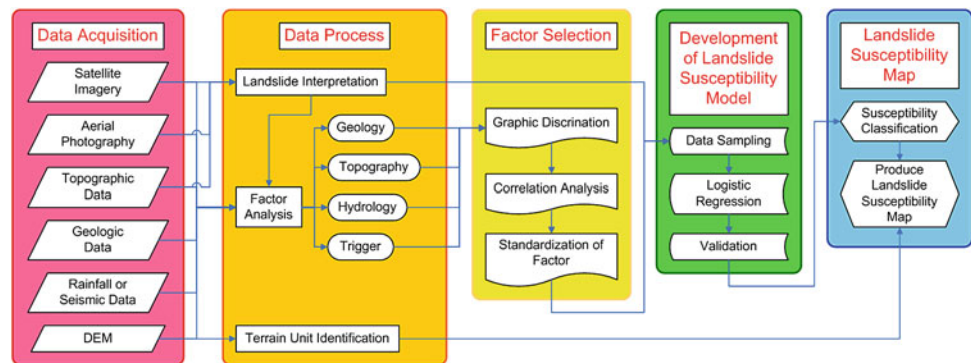 Data Acquisition
Satellite
Imagery
Aerial
Photography
Topographic
Data
Geologic
Data
Rainfall or
Seismic Data
DEM
Data Process
Landslide Interpretation
Factor
Analysis
Geology
Topography
Hydrology
Trigger
Terrain Unit Identification
Factor Selection
Graphic Discrination
Correlation Analysis
Standardization of
Factor
Development
of Landslide
Susceptibility
Model
Data Sampling
Logistic
Regression
Validation
Landslide
Susceptibility
Map
Susceptibility
Classification
Produce
Landslide
Susceptibility
Map